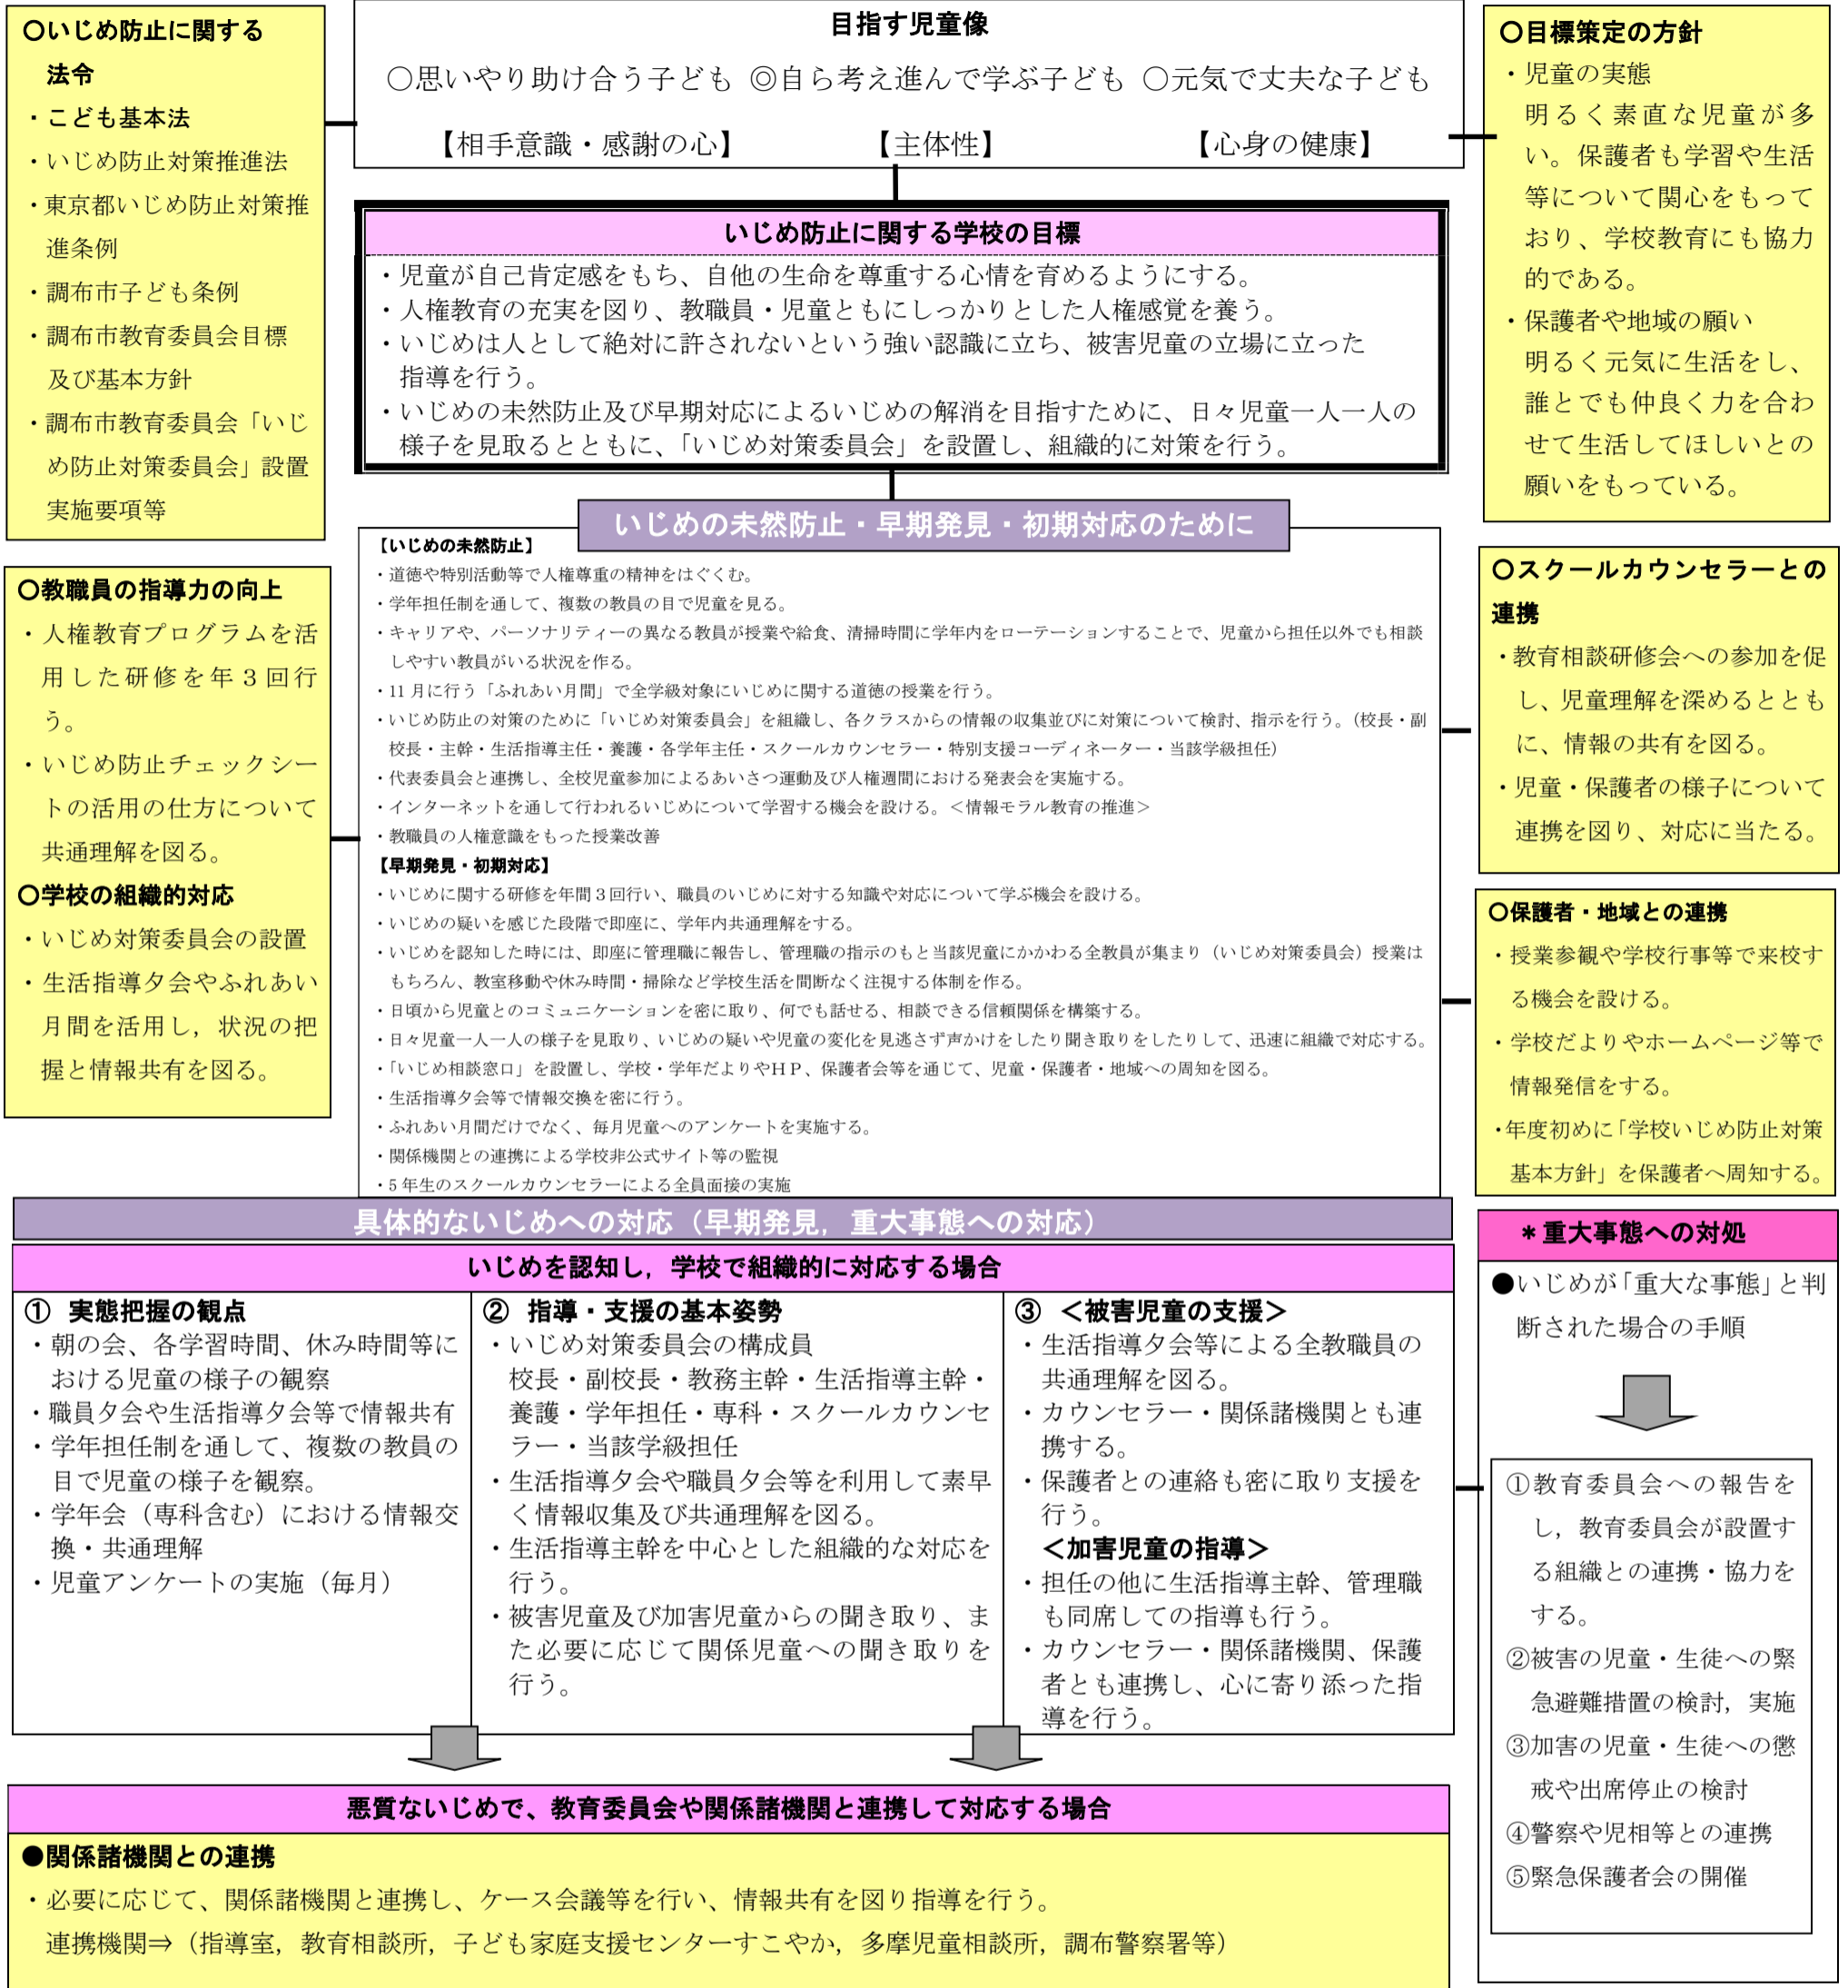 〇いじめ防止に関する
法令
・こども基本法
・いじめ防止対策推進法
・東京都いじめ防止対策推
進条例
・調布市子ども条例
・調布市教育委員会目標
及び基本方針
・調布市教育委員会「いじ
め防止対策委員会」設置
実施要項等
目指す児童像
○思いやり助け合う子ども ◎自ら考え進んで学ぶ子ども ○元気で丈夫な子ども
【相手意識・感謝の心】 【主体性】 【心身の健康】
〇目標策定の方針
・児童の実態
明るく素直な児童が多
い。保護者も学習や生活
等について関心をもって
おり、学校教育にも協力
的である。
・保護者や地域の願い
明るく元気に生活をし、
誰とでも仲良く力を合わ
せて生活してほしいとの
願いをもっている。
いじめ防止に関する学校の目標
・児童が自己肯定感をもち、自他の生命を尊重する心情を育めるようにする。
・人権教育の充実を図り、教職員・児童ともにしっかりとした人権感覚を養う。
・いじめは人として絶対に許されないという強い認識に立ち、被害児童の立場に立った
指導を行う。
・いじめの未然防止及び早期対応によるいじめの解消を目指すために、日々児童一人一人の
様子を見取るとともに、「いじめ対策委員会」を設置し、組織的に対策を行う。
いじめの未然防止・早期発見・初期対応のために
【いじめの未然防止】
・道徳や特別活動等で人権尊重の精神をはぐくむ。
・学年担任制を通して、複数の教員の目で児童を見る。
・キャリアや、パーソナリティーの異なる教員が授業や給食、清掃時間に学年内をローテーションすることで、児童から担任以外でも相談
しやすい教員がいる状況を作る。
・11 月に行う「ふれあい月間」で全学級対象にいじめに関する道徳の授業を行う。
・いじめ防止の対策のために「いじめ対策委員会」を組織し、各クラスからの情報の収集並びに対策について検討、指示を行う。（校長・副
校長・主幹・生活指導主任・養護・各学年主任・スクールカウンセラー・特別支援コーディネーター・当該学級担任）
・代表委員会と連携し、全校児童参加によるあいさつ運動及び人権週間における発表会を実施する。
・インターネットを通して行われるいじめについて学習する機会を設ける。＜情報モラル教育の推進＞
・教職員の人権意識をもった授業改善
【早期発見・初期対応】
・いじめに関する研修を年間３回行い、職員のいじめに対する知識や対応について学ぶ機会を設ける。
・いじめの疑いを感じた段階で即座に、学年内共通理解をする。
・いじめを認知した時には、即座に管理職に報告し、管理職の指示のもと当該児童にかかわる全教員が集まり（いじめ対策委員会）授業は
もちろん、教室移動や休み時間・掃除など学校生活を間断なく注視する体制を作る。
・日頃から児童とのコミュニケーションを密に取り、何でも話せる、相談できる信頼関係を構築する。
・日々児童一人一人の様子を見取り、いじめの疑いや児童の変化を見逃さず声かけをしたり聞き取りをしたりして、迅速に組織で対応する。
・「いじめ相談窓口」を設置し、学校・学年だよりやＨＰ、保護者会等を通じて、児童・保護者・地域への周知を図る。
・生活指導夕会等で情報交換を密に行う。
・ふれあい月間だけでなく、毎月児童へのアンケートを実施する。
・関係機関との連携による学校非公式サイト等の監視
・5 年生のスクールカウンセラーによる全員面接の実施
〇教職員の指導力の向上
・人権教育プログラムを活
用した研修を年３回行
う。
・いじめ防止チェックシー
トの活用の仕方について
共通理解を図る。
〇学校の組織的対応
・いじめ対策委員会の設置
・生活指導夕会やふれあい
月間を活用し，状況の把
握と情報共有を図る。
〇スクールカウンセラーとの
連携
・教育相談研修会への参加を促
し、児童理解を深めるととも
に、情報の共有を図る。
・児童・保護者の様子について
連携を図り、対応に当たる。
〇保護者・地域との連携
・授業参観や学校行事等で来校す
る機会を設ける。
・学校だよりやホームページ等で
情報発信をする。
・年度初めに「学校いじめ防止対策
基本方針」を保護者へ周知する。
具体的ないじめへの対応（早期発見，重大事態への対応）
いじめを認知し，学校で組織的に対応する場合
① 実態把握の観点
・朝の会、各学習時間、休み時間等に
おける児童の様子の観察
・職員夕会や生活指導夕会等で情報共有
・学年担任制を通して、複数の教員の
目で児童の様子を観察。
・学年会（専科含む）における情報交
換・共通理解
・児童アンケートの実施（毎月）
② 指導・支援の基本姿勢
・いじめ対策委員会の構成員
校長・副校長・教務主幹・生活指導主幹・
養護・学年担任・専科・スクールカウンセ
ラー・当該学級担任
・生活指導夕会や職員夕会等を利用して素早
く情報収集及び共通理解を図る。
・生活指導主幹を中心とした組織的な対応を
行う。
・被害児童及び加害児童からの聞き取り、ま
た必要に応じて関係児童への聞き取りを
行う。
③ ＜被害児童の支援＞
・生活指導夕会等による全教職員の
共通理解を図る。
・カウンセラー・関係諸機関とも連
携する。
・保護者との連絡も密に取り支援を
行う。
＜加害児童の指導＞
・担任の他に生活指導主幹、管理職
も同席しての指導も行う。
・カウンセラー・関係諸機関、保護
者とも連携し、心に寄り添った指
導を行う。
＊重大事態への対処
●いじめが「重大な事態」と判
断された場合の手順
①教育委員会への報告を
し，教育委員会が設置す
る組織との連携・協力を
する。
②被害の児童・生徒への緊
急避難措置の検討，実施
③加害の児童・生徒への懲
戒や出席停止の検討
④警察や児相等との連携
⑤緊急保護者会の開催
悪質ないじめで、教育委員会や関係諸機関と連携して対応する場合
●関係諸機関との連携
・必要に応じて、関係諸機関と連携し、ケース会議等を行い、情報共有を図り指導を行う。
連携機関⇒（指導室，教育相談所，子ども家庭支援センターすこやか，多摩児童相談所，調布警察署等）